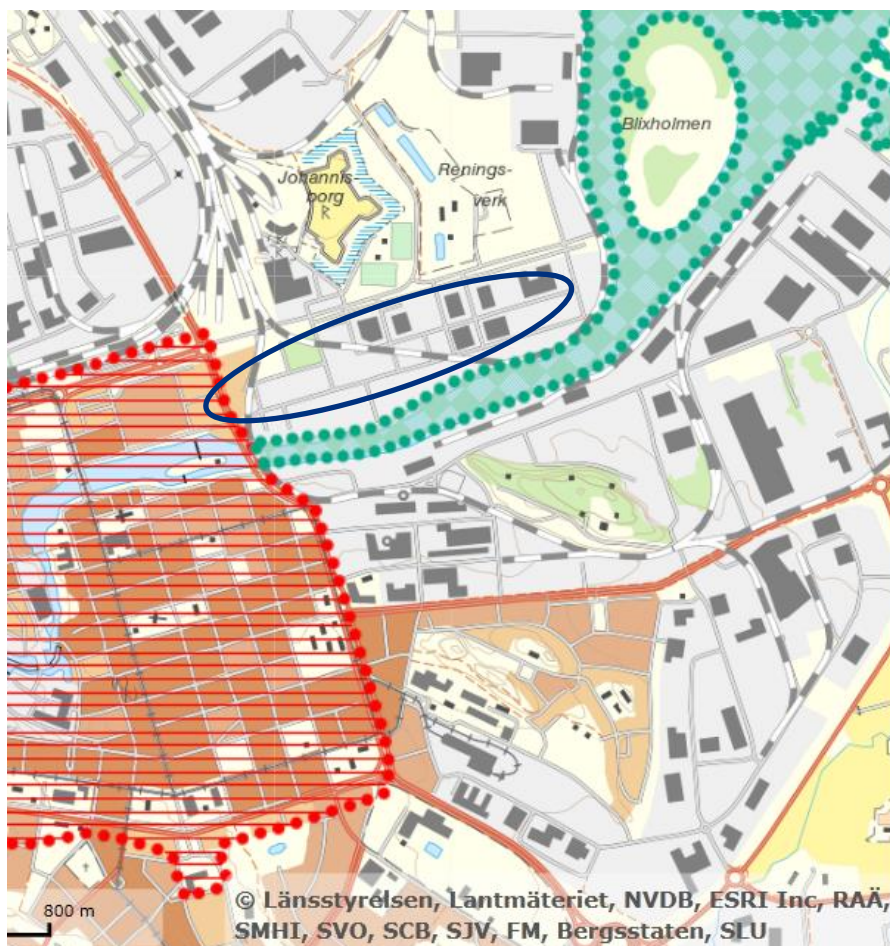 Blixholmen
Johannis-
borg
Renings-
verk
R
800 m
© Länsstyrelsen, Lantmäteriet, NVDB, ESRI Inc, RAÄ,
SMHI, SVO, SCB, SJV, FM, Bergsstaten, SLU